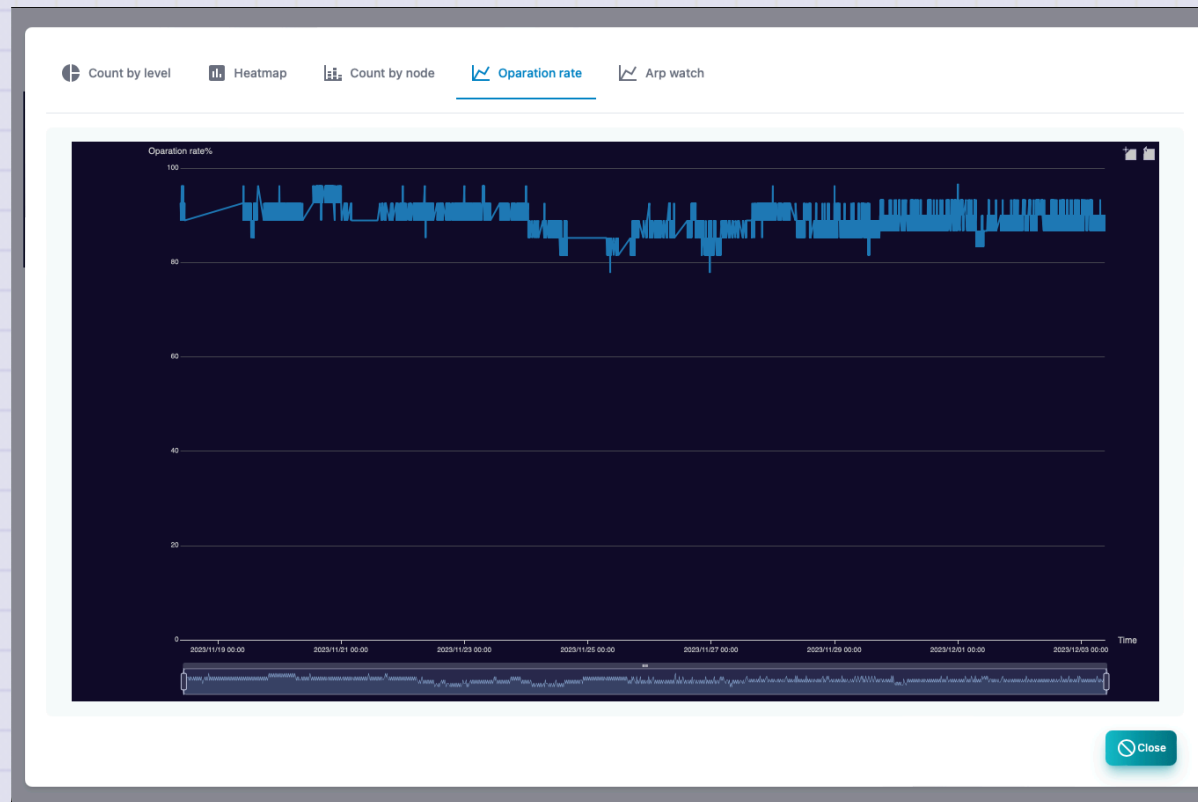 Count by level
Heatmap
Count by node
Oparation rate
Arp watch
Oparation rate%
100
80
60
40
20
0
Time
2023/11/19 00:00
2023/11/21 00:00
2023/11/23 00:00
2023/11/25 00:00
2023/11/27 00:00
2023/11/29 00:00
2023/12/01 00:00
2023/12/03 00:00
Close